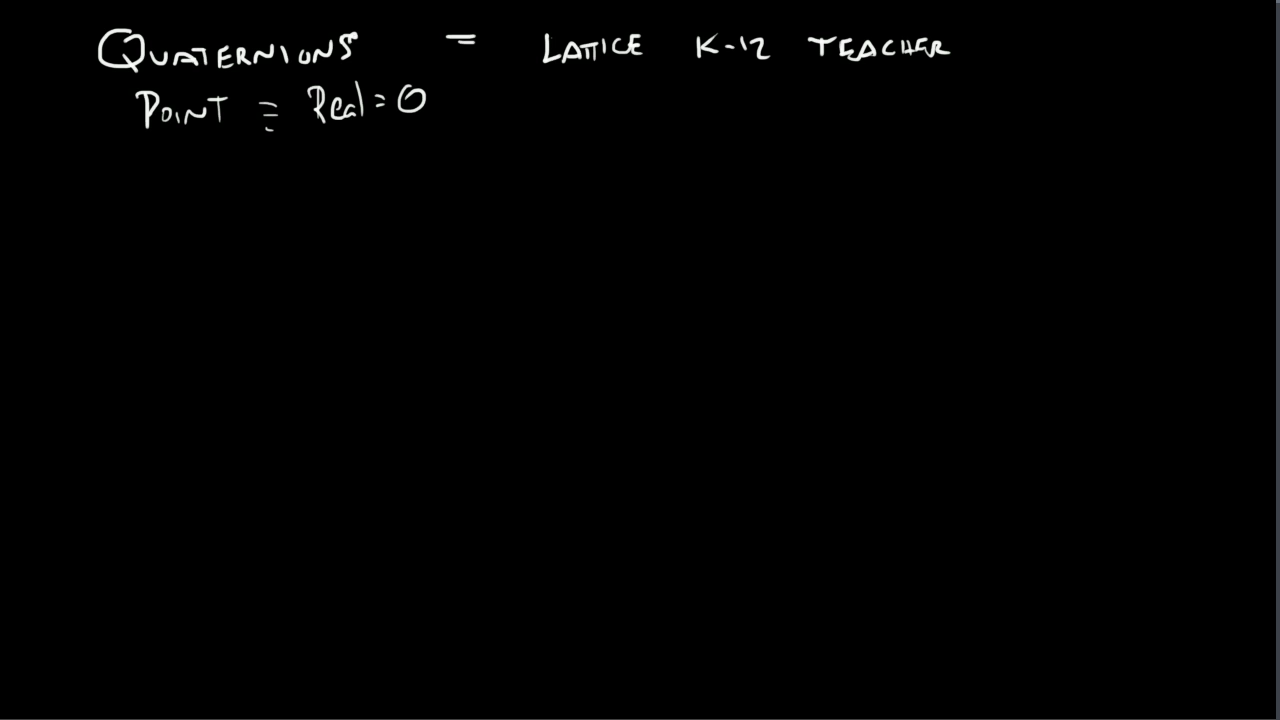 QUATERNIONS = LATTICE K-12 TEACHER
POINT ≡ Real = 0